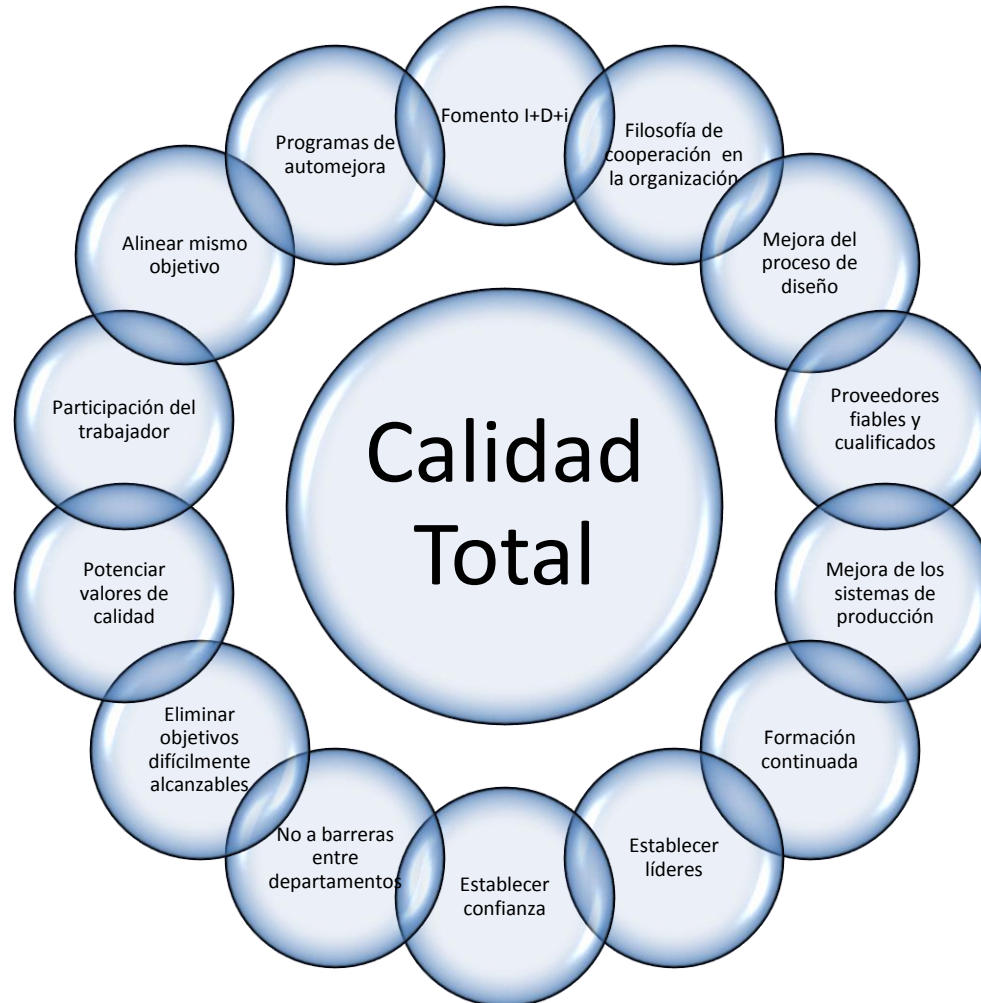 Fomento I+D+i
Filosofía de
cooperación en
la organización
Mejora del
proceso de
diseño
Proveedores
fiables y
cualificados
Mejora de los
sistemas de
producción
Formación
continuada
Establecer
líderes
Establecer
confianza
No a barreras
entre
departamentos
Eliminar
objetivos
difícilmente
alcanzables
Potenciar
valores de
calidad
Participación del
trabajador
Alinear mismo
objetivo
Programas de
automejora
Calidad
Total